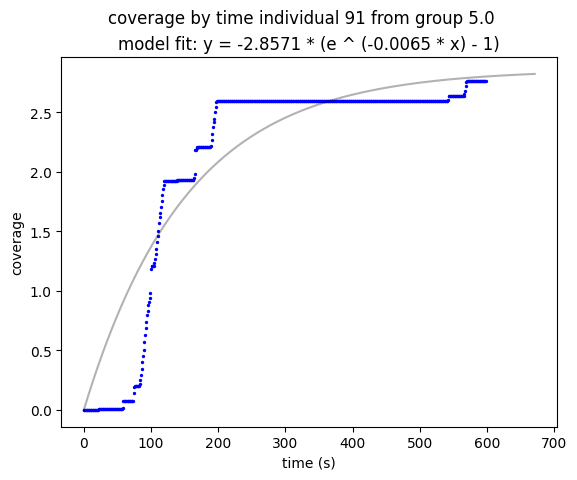 coverage by time individual 91 from group 5.0
model fit: y = -2.8571 * (e ^ (-0.0065 * x) - 1)
coverage
2.5
2.0
1.5
1.0
0.5
0.0
0 100 200 300 400 500 600 700
time (s)